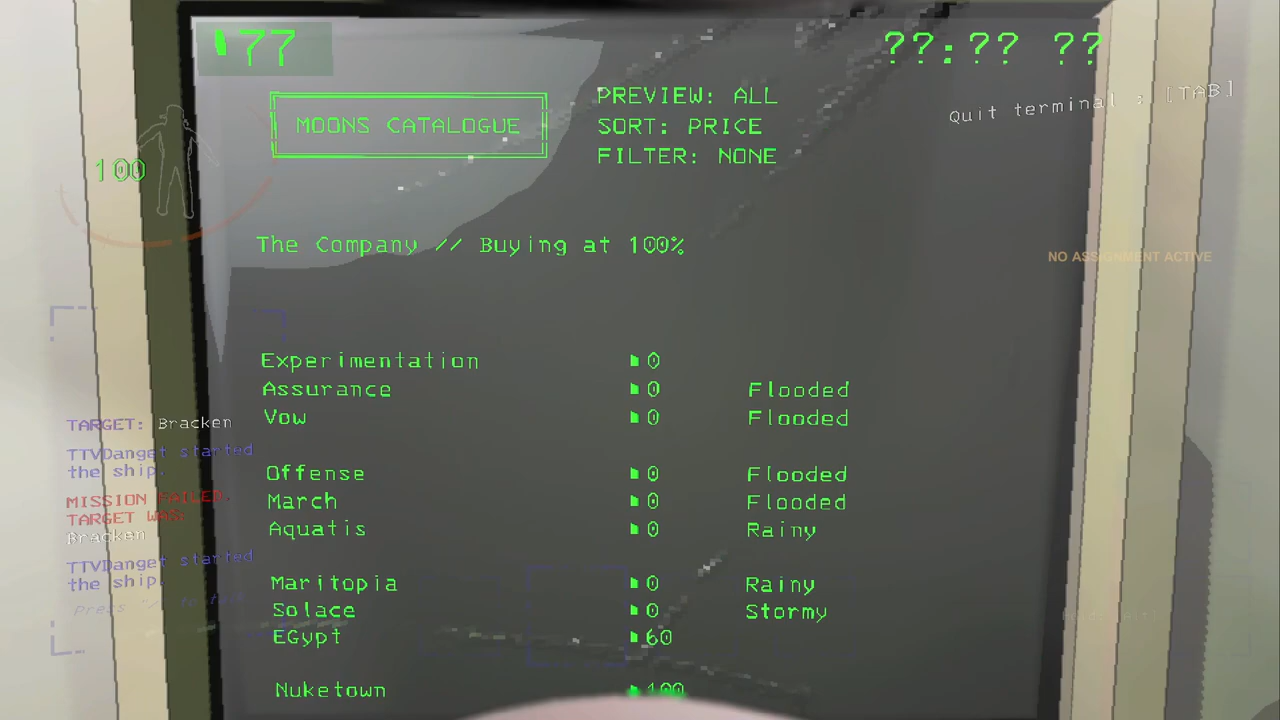 ▮77
??:?? ??
PREVIEW: ALL
MOONS CATALOGUE
SORT: PRICE
FILTER: NONE
Quit terminal : [TAB]
100
The Company // Buying at 100%
NO ASSIGNMENT ACTIVE
Experimentation ▮0
Assurance ▮0 Flooded
Vow ▮0 Flooded
TARGET: Bracken
TTVDanget started
the ship.
Offense ▮0 Flooded
MISSION FAILED.
March ▮0 Flooded
TARGET WAS:
Bracken
Aquatis ▮0 Rainy
TTVDanget started
the ship.
Maritopia ▮0 Rainy
Solace ▮0 Stormy
EGypt ▮60
Nuketown ▮100